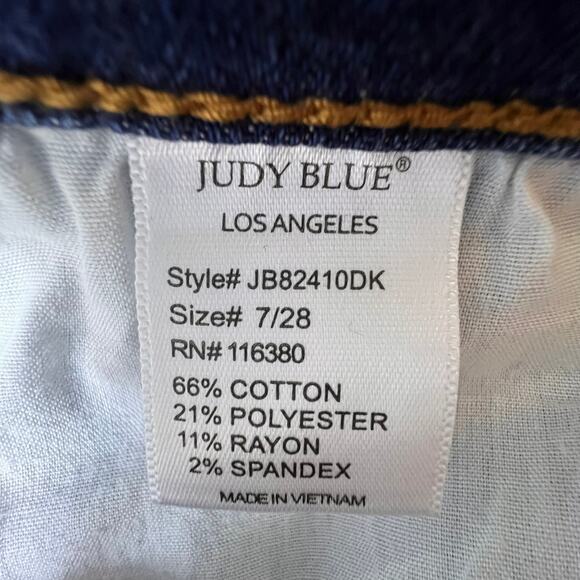 JUDY BLUE®
LOS ANGELES
Style# JB82410DK
Size# 7/28
RN# 116380
66% COTTON
21% POLYESTER
11% RAYON
2% SPANDEX
MADE IN VIETNAM